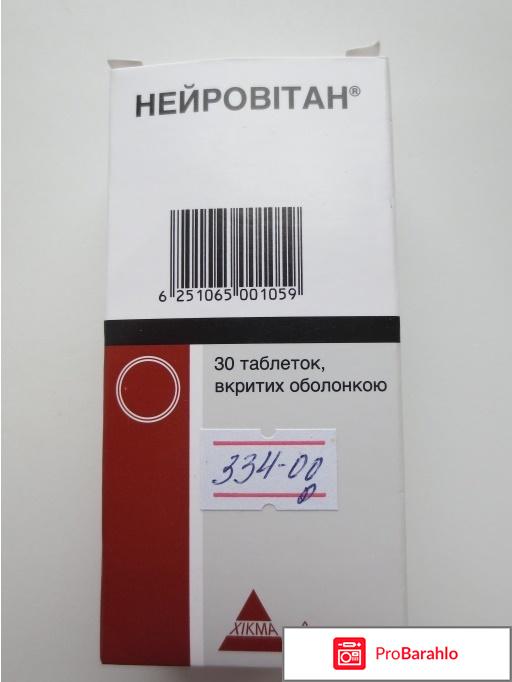 НЕЙРОВІТАН®
6 251065 001059
30 таблеток,
вкритих оболонкою
334-00
ХІКМА
ProBarahlo